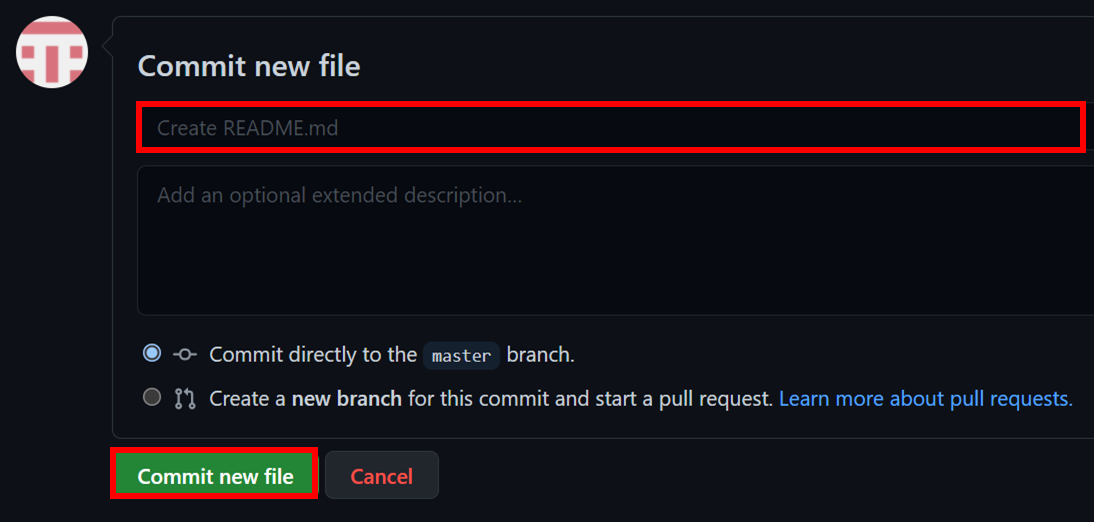 Commit new file
Create README.md
Add an optional extended description...
Commit directly to the master branch.
Create a new branch for this commit and start a pull request. Learn more about pull requests.
Commit new file Cancel